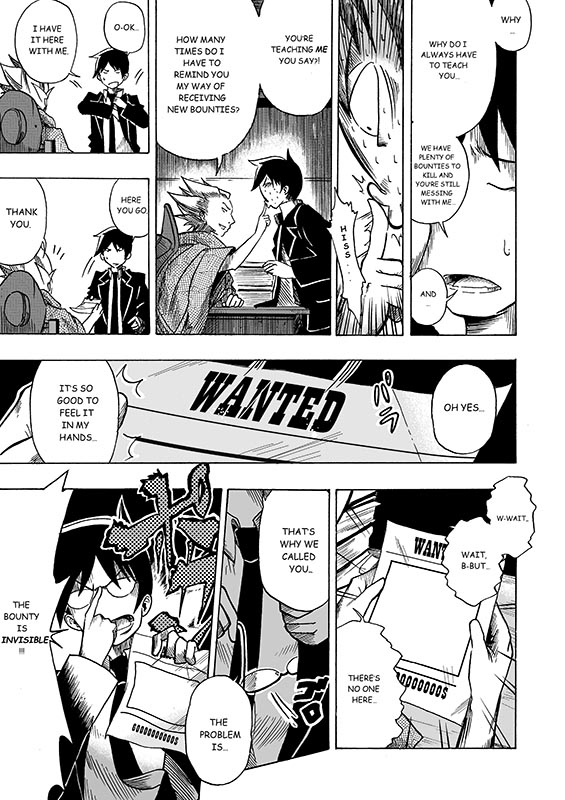 WHY
...
WHY DO I
ALWAYS HAVE
TO TEACH
YOU...
WE HAVE
PLENTY OF
BOUNTIES TO
KILL AND
YOU'RE STILL
MESSING
WITH ME...
AND
...
HISS...
YOU'RE
TEACHING ME
YOU SAY?!
HOW MANY
TIMES DO I
HAVE TO
REMIND YOU
MY WAY OF
RECEIVING
NEW BOUNTIES?
O-OK...
I HAVE
IT HERE
WITH ME.
HERE
YOU GO.
THANK
YOU.
OH YES...
バラ
WANTED
IT'S SO
GOOD TO
FEEL IT
IN MY
HANDS...
W-WAIT..
WAIT,
B-BUT...
WANT
THERE'S
NO ONE
HERE...
THAT'S
WHY WE
CALLED
YOU...
THE
PROBLEM
IS...
THE
BOUNTY
IS
INVISIBLE
!!!